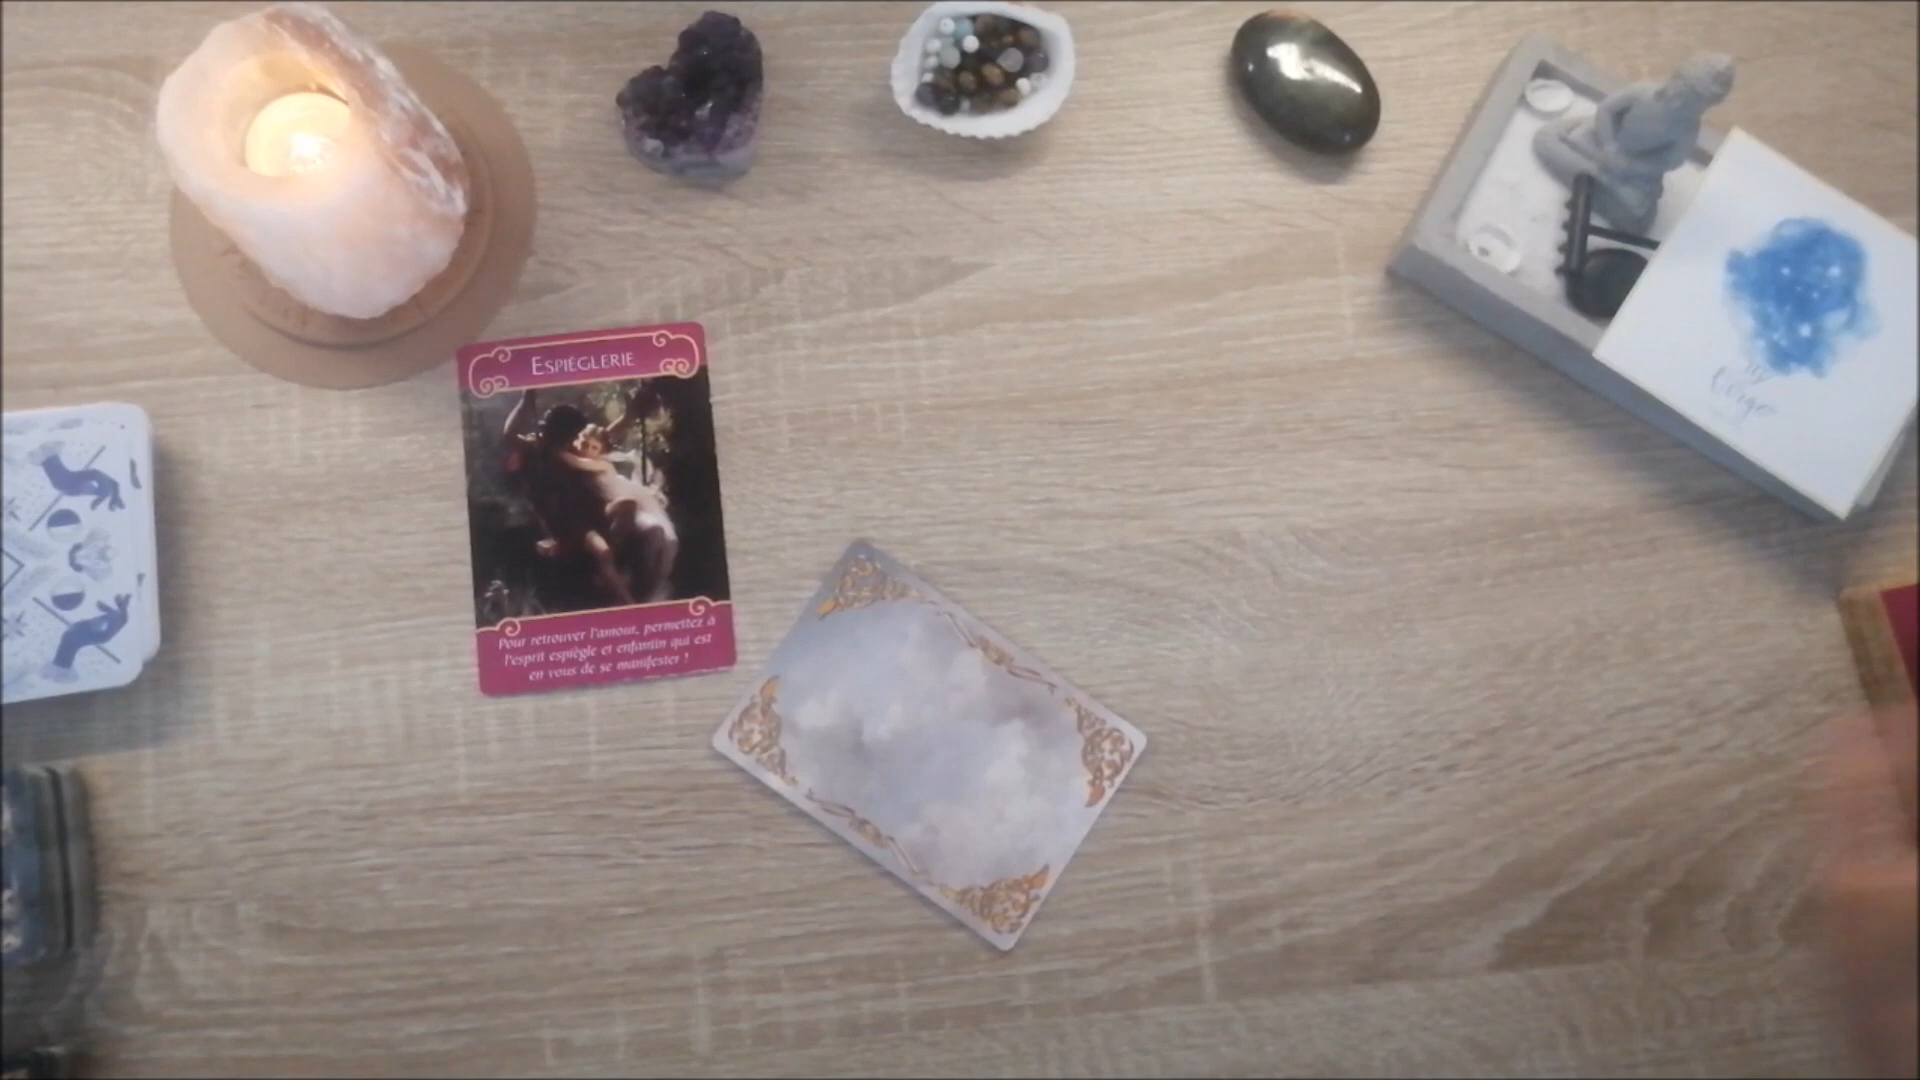 ESPIÈGLERIE
Pour retrouver l'amour, permettez à
l'esprit espiègle et enfantin qui est
en vous de se manifester !